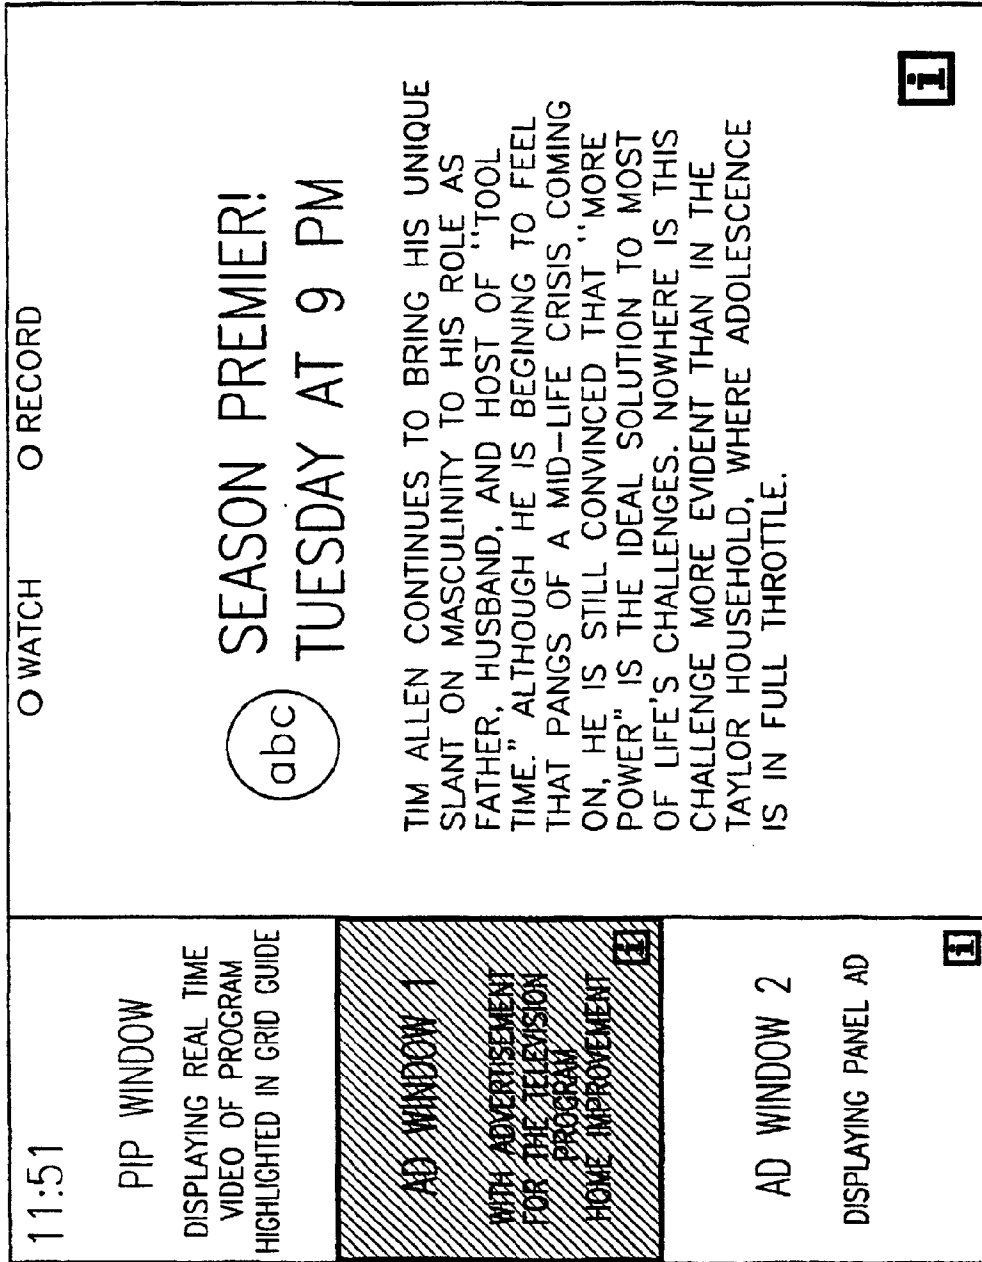 11:51
O WATCH
O RECORD
PIP WINDOW
DISPLAYING REAL TIME
VIDEO OF PROGRAM
HIGHLIGHTED IN GRID GUIDE
AD WINDOW 1
WITH ADVERTISEMENT
FOR THE TELEVISION
PROGRAM
HOME IMPROVEMENT
i
AD WINDOW 2
DISPLAYING PANEL AD
i
abc
SEASON PREMIER!
TUESDAY AT 9 PM
TIM ALLEN CONTINUES TO BRING HIS UNIQUE
SLANT ON MASCULINITY TO HIS ROLE AS
FATHER, HUSBAND, AND HOST OF "TOOL
TIME." ALTHOUGH HE IS BEGINING TO FEEL
THAT PANGS OF A MID-LIFE CRISIS COMING
ON, HE IS STILL CONVINCED THAT "MORE
POWER" IS THE IDEAL SOLUTION TO MOST
OF LIFE'S CHALLENGES. NOWHERE IS THIS
CHALLENGE MORE EVIDENT THAN IN THE
TAYLOR HOUSEHOLD, WHERE ADOLESCENCE
IS IN FULL THROTTLE.
i